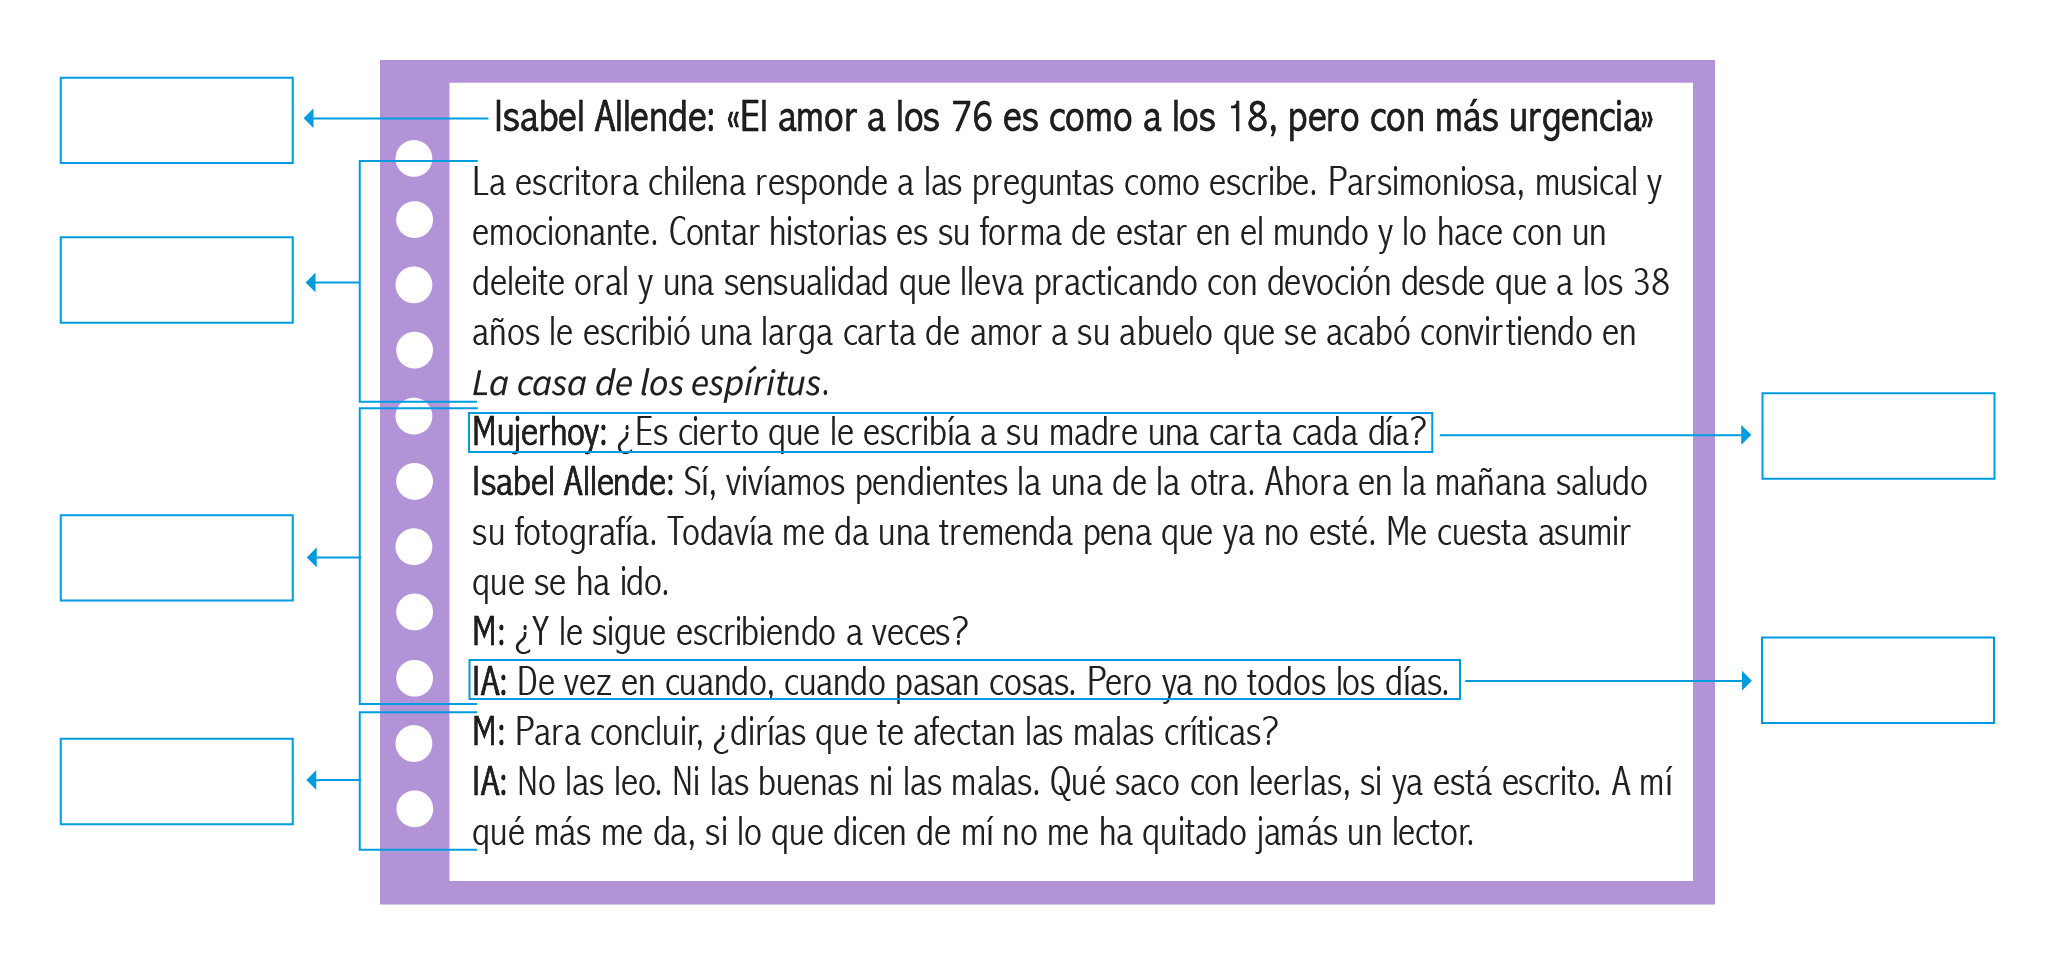 Isabel Allende: «El amor a los 76 es como a los 18, pero con más urgencia»
La escritora chilena responde a las preguntas como escribe. Parsimoniosa, musical y
emocionante. Contar historias es su forma de estar en el mundo y lo hace con un
deleite oral y una sensualidad que lleva practicando con devoción desde que a los 38
años le escribió una larga carta de amor a su abuelo que se acabó convirtiendo en
La casa de los espíritus.
Mujerhoy: ¿Es cierto que le escribía a su madre una carta cada día?
Isabel Allende: Sí, vivíamos pendientes la una de la otra. Ahora en la mañana saludo
su fotografía. Todavía me da una tremenda pena que ya no esté. Me cuesta asumir
que se ha ido.
M: ¿Y le sigue escribiendo a veces?
IA: De vez en cuando, cuando pasan cosas. Pero ya no todos los días.
M: Para concluir, ¿dirías que te afectan las malas críticas?
IA: No las leo. Ni las buenas ni las malas. Qué saco con leerlas, si ya está escrito. A mí
qué más me da, si lo que dicen de mí no me ha quitado jamás un lector.